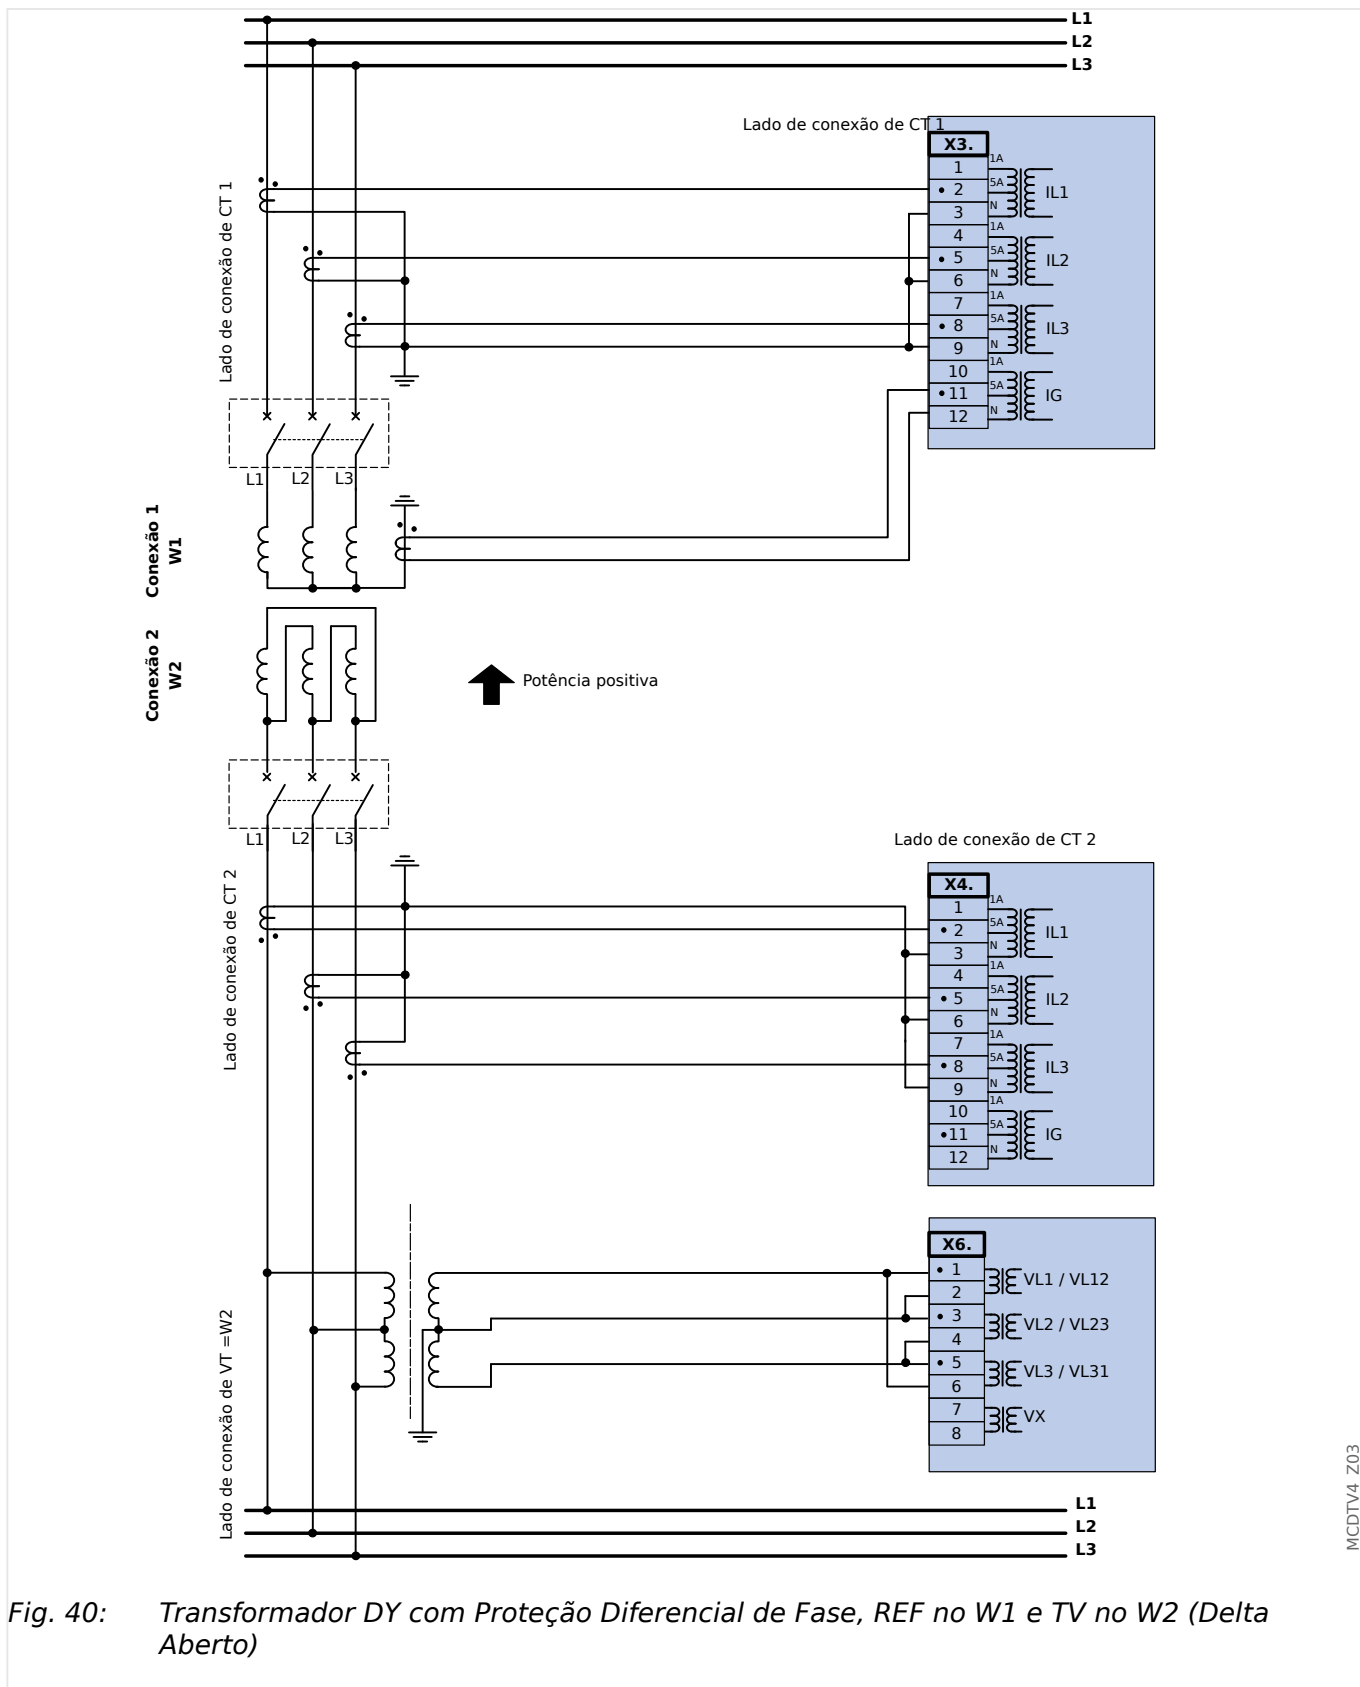 L1
L2
L3
Lado de conexão de CT 1
X3.
1
1A
2
5A
IL1
3
N
4
1A
5
5A
IL2
6
N
7
1A
8
5A
IL3
9
N
10
1A
11
5A
IG
12
N
Lado de conexão de CT 1
L1
L2
L3
Conexão 1
W1
Conexão 2
W2
Potência positiva
L1
L2
L3
Lado de conexão de CT 2
Lado de conexão de CT 2
X4.
1
1A
2
5A
IL1
3
N
4
1A
5
5A
IL2
6
N
7
1A
8
5A
IL3
9
N
10
1A
11
5A
IG
12
N
X6.
1
VL1 / VL12
2
3
VL2 / VL23
4
5
VL3 / VL31
6
7
VX
8
Lado de conexão de VT =W2
L1
L2
L3
MCDTV4_Z03
Fig. 40: Transformador DY com Proteção Diferencial de Fase, REF no W1 e TV no W2 (Delta
Aberto)